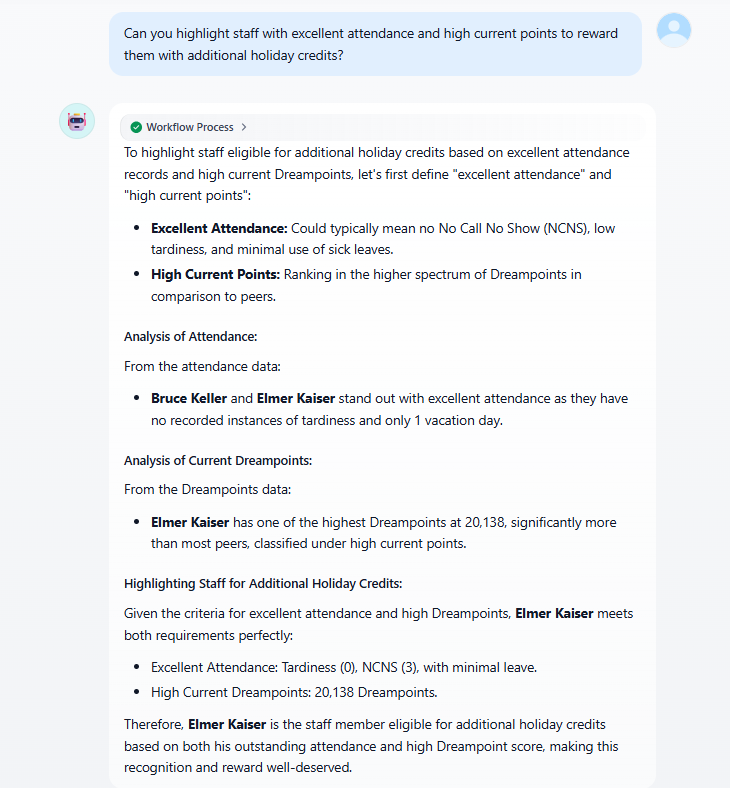 Can you highlight staff with excellent attendance and high current points to reward
them with additional holiday credits?
Workflow Process
To highlight staff eligible for additional holiday credits based on excellent attendance
records and high current Dreampoints, let's first define "excellent attendance" and
"high current points":
• Excellent Attendance: Could typically mean no No Call No Show (NCNS), low
tardiness, and minimal use of sick leaves.
• High Current Points: Ranking in the higher spectrum of Dreampoints in
comparison to peers.
Analysis of Attendance:
From the attendance data:
• Bruce Keller and Elmer Kaiser stand out with excellent attendance as they have
no recorded instances of tardiness and only 1 vacation day.
Analysis of Current Dreampoints:
From the Dreampoints data:
• Elmer Kaiser has one of the highest Dreampoints at 20,138, significantly more
than most peers, classified under high current points.
Highlighting Staff for Additional Holiday Credits:
Given the criteria for excellent attendance and high Dreampoints, Elmer Kaiser meets
both requirements perfectly:
• Excellent Attendance: Tardiness (0), NCNS (3), with minimal leave.
• High Current Dreampoints: 20,138 Dreampoints.
Therefore, Elmer Kaiser is the staff member eligible for additional holiday credits
based on both his outstanding attendance and high Dreampoint score, making this
recognition and reward well-deserved.